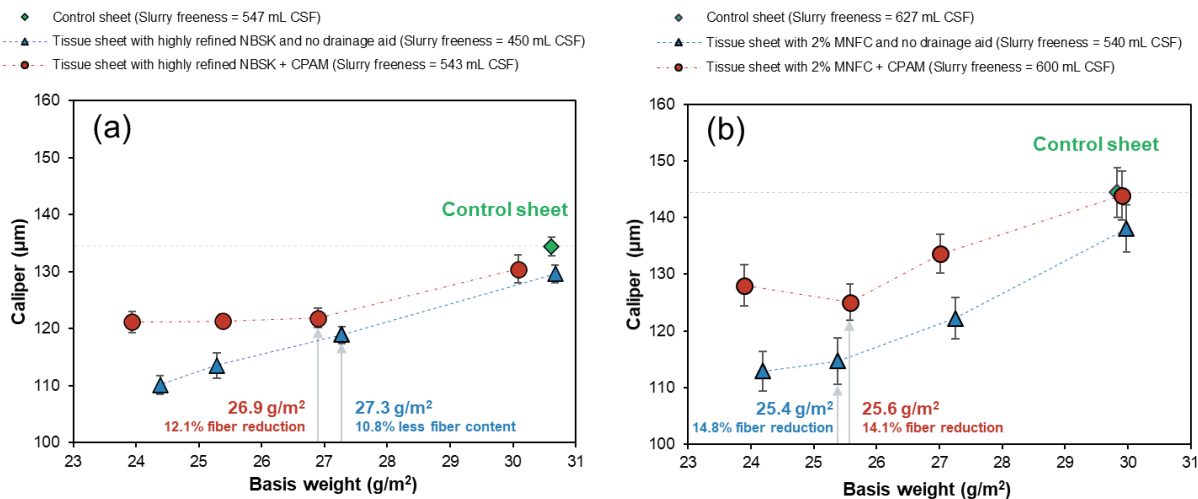 Control sheet (Slurry freeness = 547 mL CSF)
Tissue sheet with highly refined NBSK and no drainage aid (Slurry freeness = 450 mL CSF)
Tissue sheet with highly refined NBSK + CPAM (Slurry freeness = 543 mL CSF)
160
150
140
130
120
110
100
Caliper (µm)
(a)
Control sheet
26.9 g/m²
12.1% fiber reduction
27.3 g/m²
10.8% less fiber content
23 24 25 26 27 28 29 30 31
Basis weight (g/m²)
Control sheet (Slurry freeness = 627 mL CSF)
Tissue sheet with 2% MNFC and no drainage aid (Slurry freeness = 540 mL CSF)
Tissue sheet with 2% MNFC + CPAM (Slurry freeness = 600 mL CSF)
160
150
140
130
120
110
100
Caliper (µm)
(b)
Control sheet
25.4 g/m²
14.8% fiber reduction
25.6 g/m²
14.1% fiber reduction
23 24 25 26 27 28 29 30 31
Basis weight (g/m²)